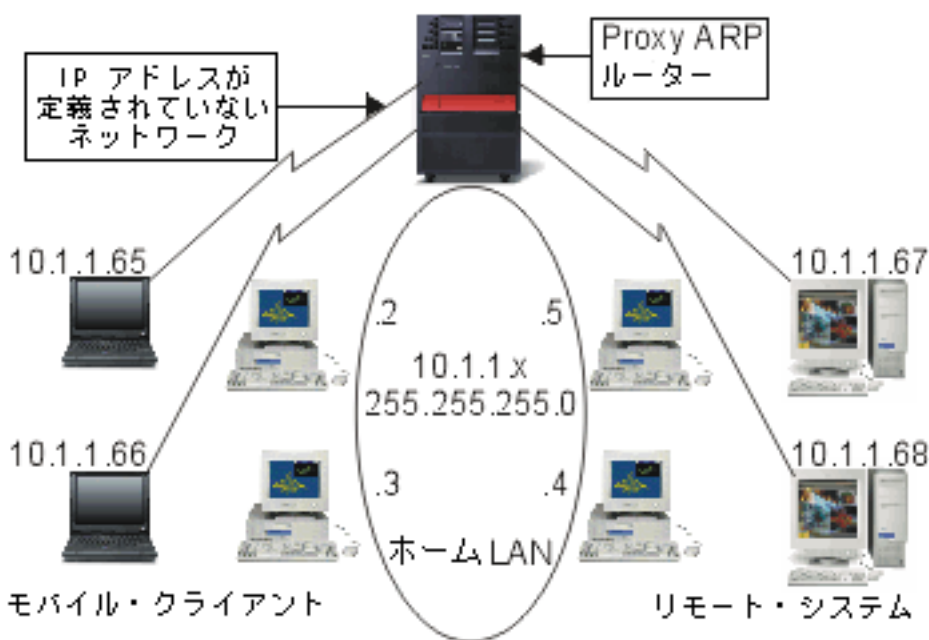 Proxy ARP
ルーター
IP アドレスが
定義されていない
ネットワーク
10.1.1.65
10.1.1.67
.2
.5
10.1.1.x
255.255.255.0
10.1.1.66
10.1.1.68
.3
.4
ホームLAN
モバイル・クライアント
リモート・システム